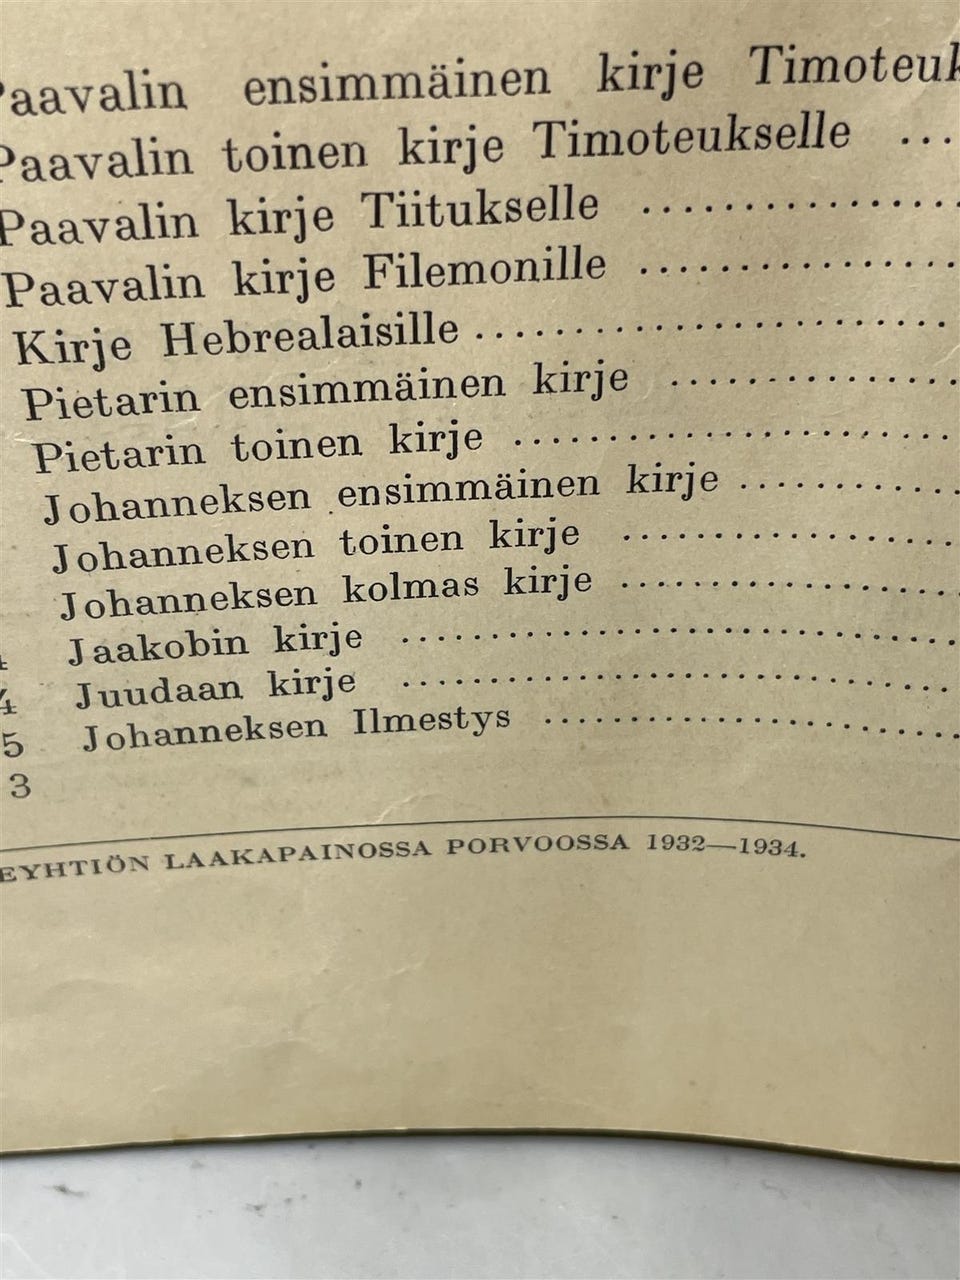 Paavalin ensimmäinen kirje
Paavalin toinen kirje Timoteukselle ...
Paavalin kirje Tiitukselle ................
Paavalin kirje Filemonille ................
Kirje Hebrealaisille ........................
Pietarin ensimmäinen kirje ...............
Pietarin toinen kirje .......................
Johanneksen ensimmäinen kirje ............
Johanneksen toinen kirje ..................
Johanneksen kolmas kirje ..................
Jaakobin kirje ..............................
4 Juudaan kirje .............................
5 Johanneksen Ilmestys .....................
3
LAAKAPAINOSSA PORVOOSSA 1932—1934.